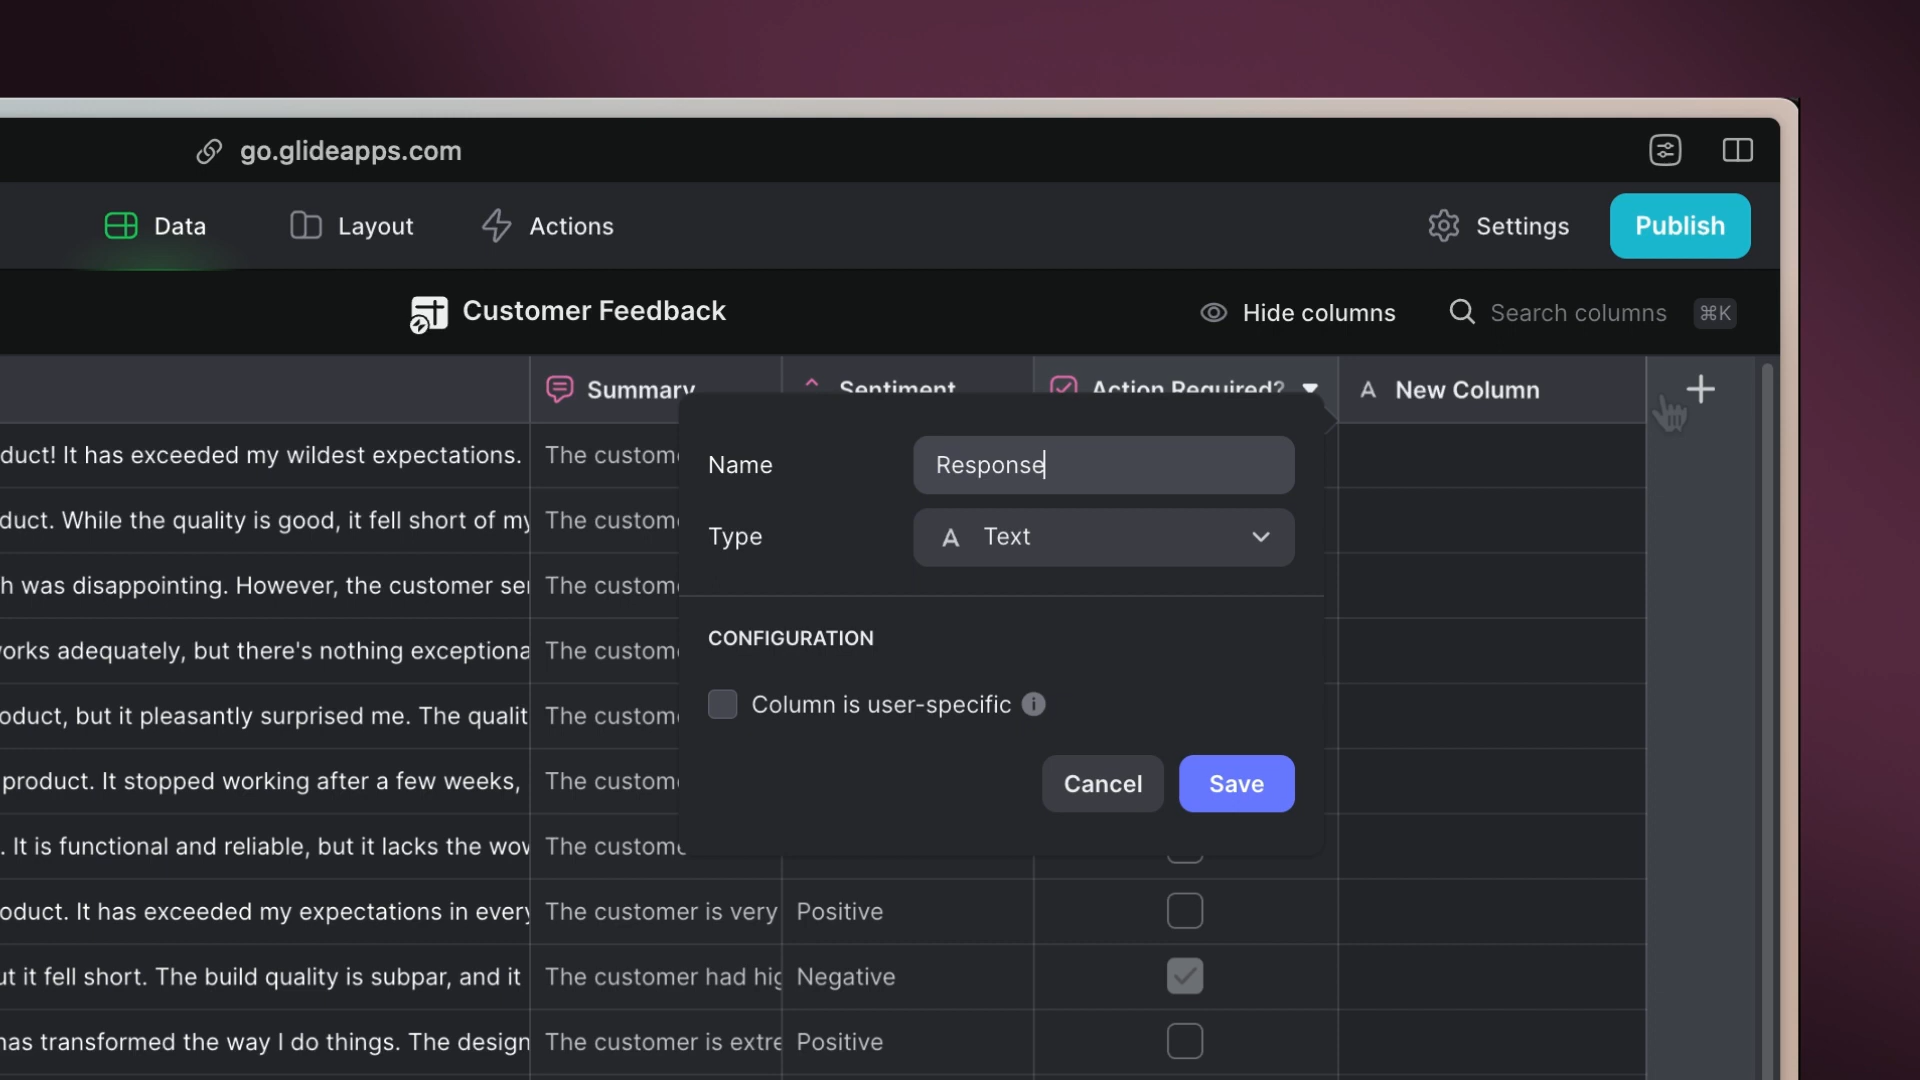 go.glideapps.com
Data Layout Actions Settings Publish
Customer Feedback Hide columns Search columns ⌘K
Summary Sentiment Action Required? A New Column
duct! It has exceeded my wildest expectations. The custom
Name Response
duct. While the quality is good, it fell short of my The custom
Type A Text
h was disappointing. However, the customer ser The custom
CONFIGURATION
orks adequately, but there's nothing exceptiona The custom
Column is user-specific i
oduct, but it pleasantly surprised me. The qualit The custom
product. It stopped working after a few weeks, The custom
Cancel Save
. It is functional and reliable, but it lacks the wow The custome
oduct. It has exceeded my expectations in every The customer is very Positive
ut it fell short. The build quality is subpar, and it The customer had hig Negative
has transformed the way I do things. The design The customer is extre Positive